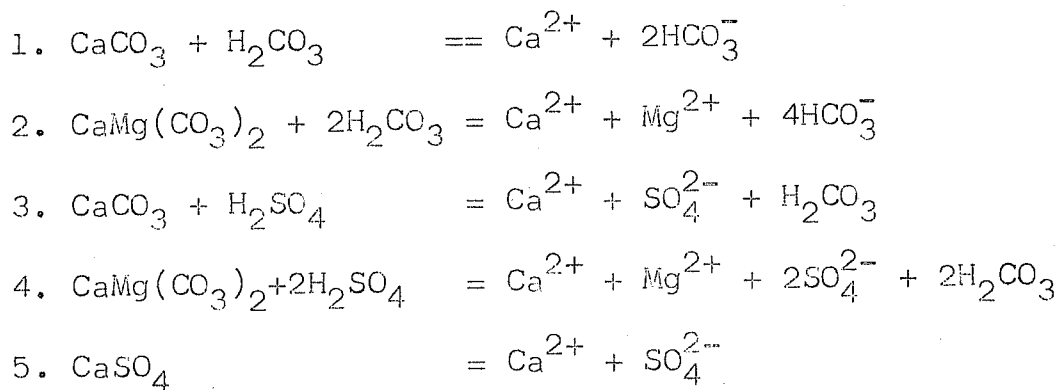 1. CaCO₃ + H₂CO₃ == Ca²⁺ + 2HCO₃⁻
2. CaMg(CO₃)₂ + 2H₂CO₃ = Ca²⁺ + Mg²⁺ + 4HCO₃⁻
3. CaCO₃ + H₂SO₄ = Ca²⁺ + SO₄²⁻ + H₂CO₃
4. CaMg(CO₃)₂+2H₂SO₄ = Ca²⁺ + Mg²⁺ + 2SO₄²⁻ + 2H₂CO₃
5. CaSO₄ = Ca²⁺ + SO₄²⁻